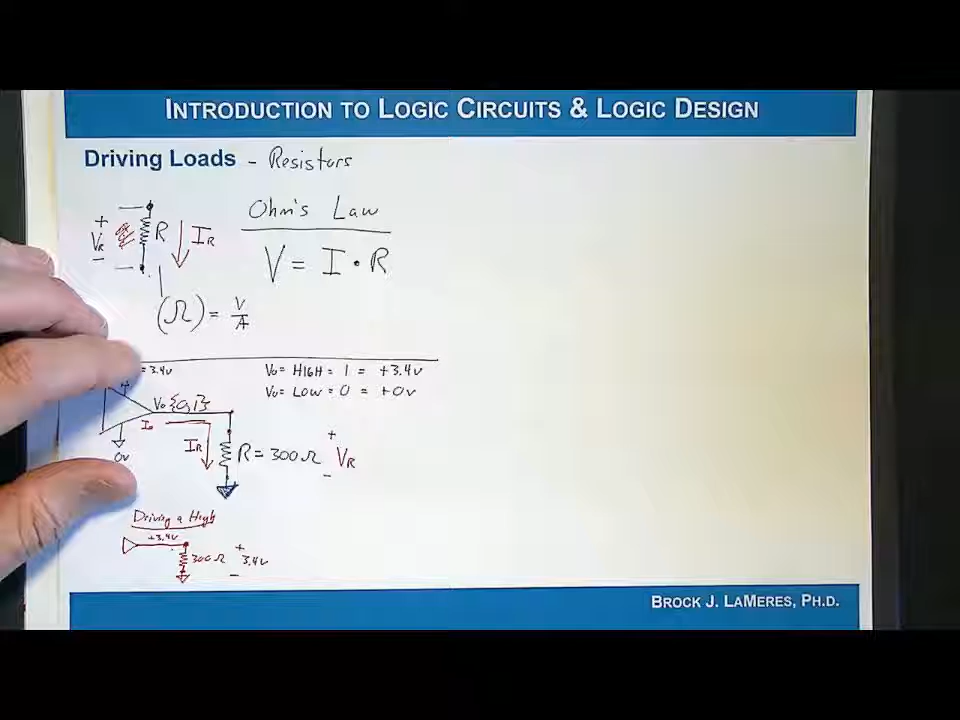 INTRODUCTION TO LOGIC CIRCUITS & LOGIC DESIGN
Driving Loads - Resistors
Ohm's Law
+ VR - R IR
V = I · R
(Ω) = V/A
= 3.4v
Vo = HIGH = 1 = +3.4v
Vo = LOW = 0 = +0v
Vo {0,1}
Io
IR
0v
R = 300Ω + VR -
Driving a High
+3.4v
300Ω + 3.4v -
BROCK J. LAMERES, PH.D.